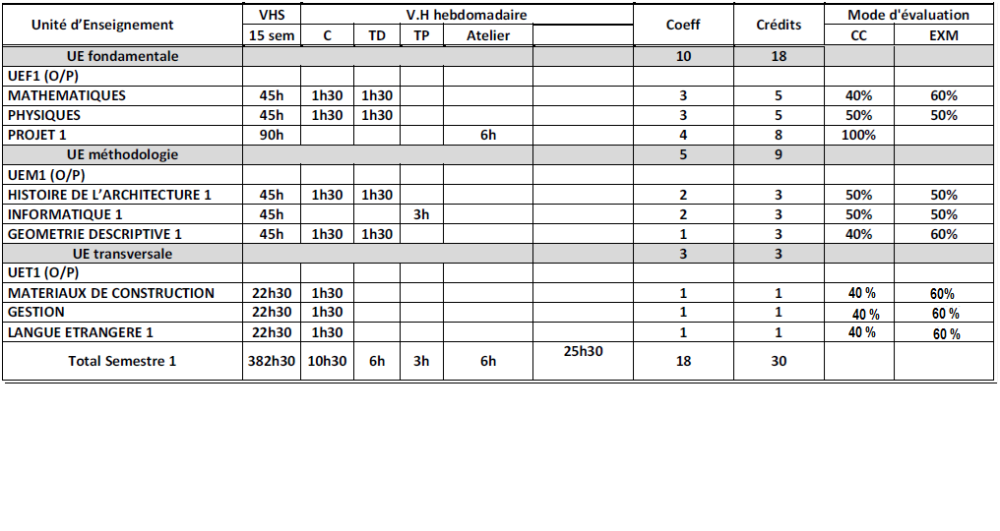 Unité d'Enseignement VHS V.H hebdomadaire Coeff Crédits Mode d'évaluation
15 sem C TD TP Atelier CC EXM
UE fondamentale 10 18
UEF1 (O/P)
MATHEMATIQUES 45h 1h30 1h30 3 5 40% 60%
PHYSIQUES 45h 1h30 1h30 3 5 50% 50%
PROJET 1 90h 6h 4 8 100%
UE méthodologie 5 9
UEM1 (O/P)
HISTOIRE DE L'ARCHITECTURE 1 45h 1h30 1h30 2 3 50% 50%
INFORMATIQUE 1 45h 3h 2 3 50% 50%
GEOMETRIE DESCRIPTIVE 1 45h 1h30 1h30 1 3 40% 60%
UE transversale 3 3
UET1 (O/P)
MATERIAUX DE CONSTRUCTION 22h30 1h30 1 1 40 % 60%
GESTION 22h30 1h30 1 1 40 % 60 %
LANGUE ETRANGERE 1 22h30 1h30 1 1 40 % 60 %
Total Semestre 1 382h30 10h30 6h 3h 6h 25h30 18 30